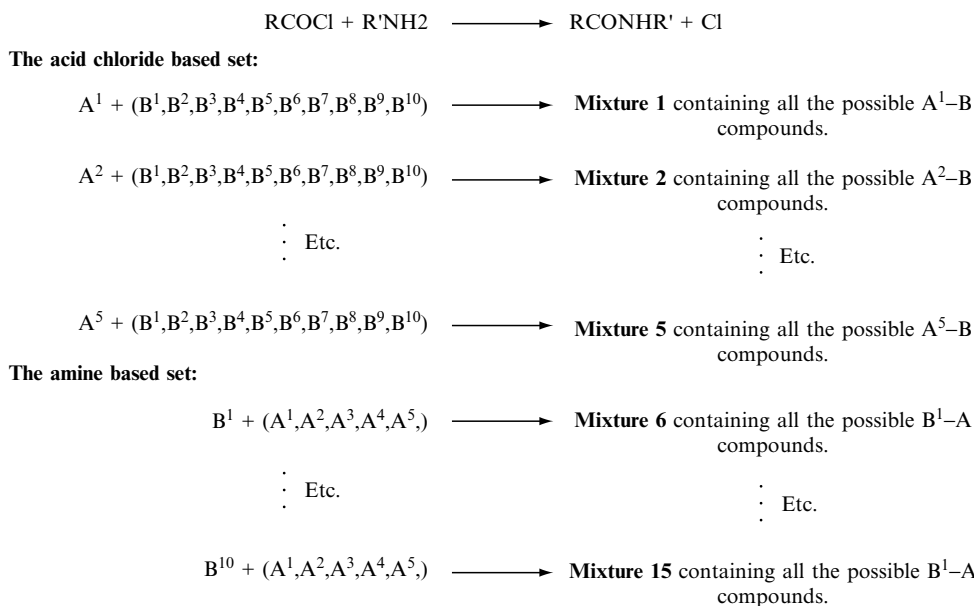 RCOCl + R'NH2 → RCONHR' + Cl
The acid chloride based set:
A¹ + (B¹,B²,B³,B⁴,B⁵,B⁶,B⁷,B⁸,B⁹,B¹⁰) → Mixture 1 containing all the possible A¹–B
compounds.
A² + (B¹,B²,B³,B⁴,B⁵,B⁶,B⁷,B⁸,B⁹,B¹⁰) → Mixture 2 containing all the possible A²–B
compounds.
Etc. Etc.
A⁵ + (B¹,B²,B³,B⁴,B⁵,B⁶,B⁷,B⁸,B⁹,B¹⁰) → Mixture 5 containing all the possible A⁵–B
compounds.
The amine based set:
B¹ + (A¹,A²,A³,A⁴,A⁵,) → Mixture 6 containing all the possible B¹–A
compounds.
Etc. Etc.
B¹⁰ + (A¹,A²,A³,A⁴,A⁵,) → Mixture 15 containing all the possible B¹–A
compounds.